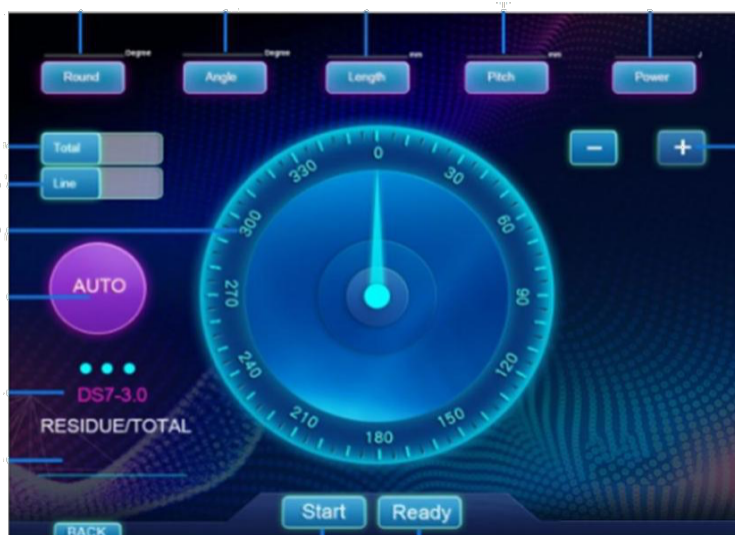 Degree
Degree
mm
mm
J
Round
Angle
Length
Pitch
Power
Total
Line
- +
0
30
60
90
120
150
180
210
240
270
300
330
AUTO
DS7-3.0
RESIDUE/TOTAL
Start
Ready
BACK